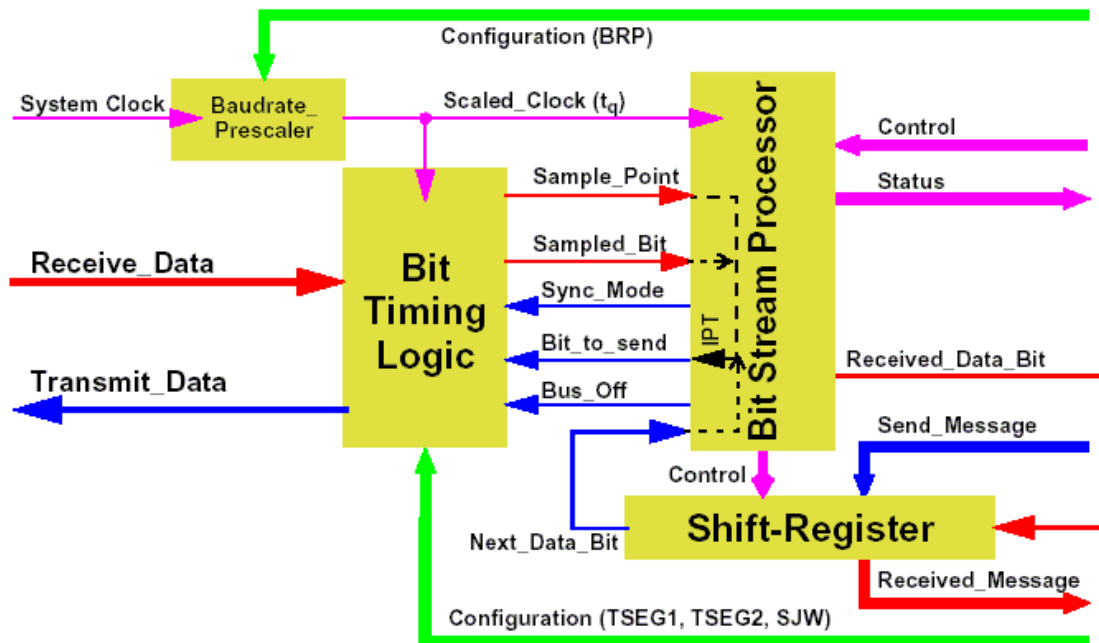 Configuration (BRP)
System Clock
Baudrate_
Prescaler
Scaled_Clock (tq)
Control
Status
Sample_Point
Sampled_Bit
Receive_Data
Bit
Timing
Logic
Sync_Mode
Bit_to_send
Bus_Off
IPT
Bit Stream Processor
Transmit_Data
Received_Data_Bit
Send_Message
Control
Shift-Register
Next_Data_Bit
Received_Message
Configuration (TSEG1, TSEG2, SJW)